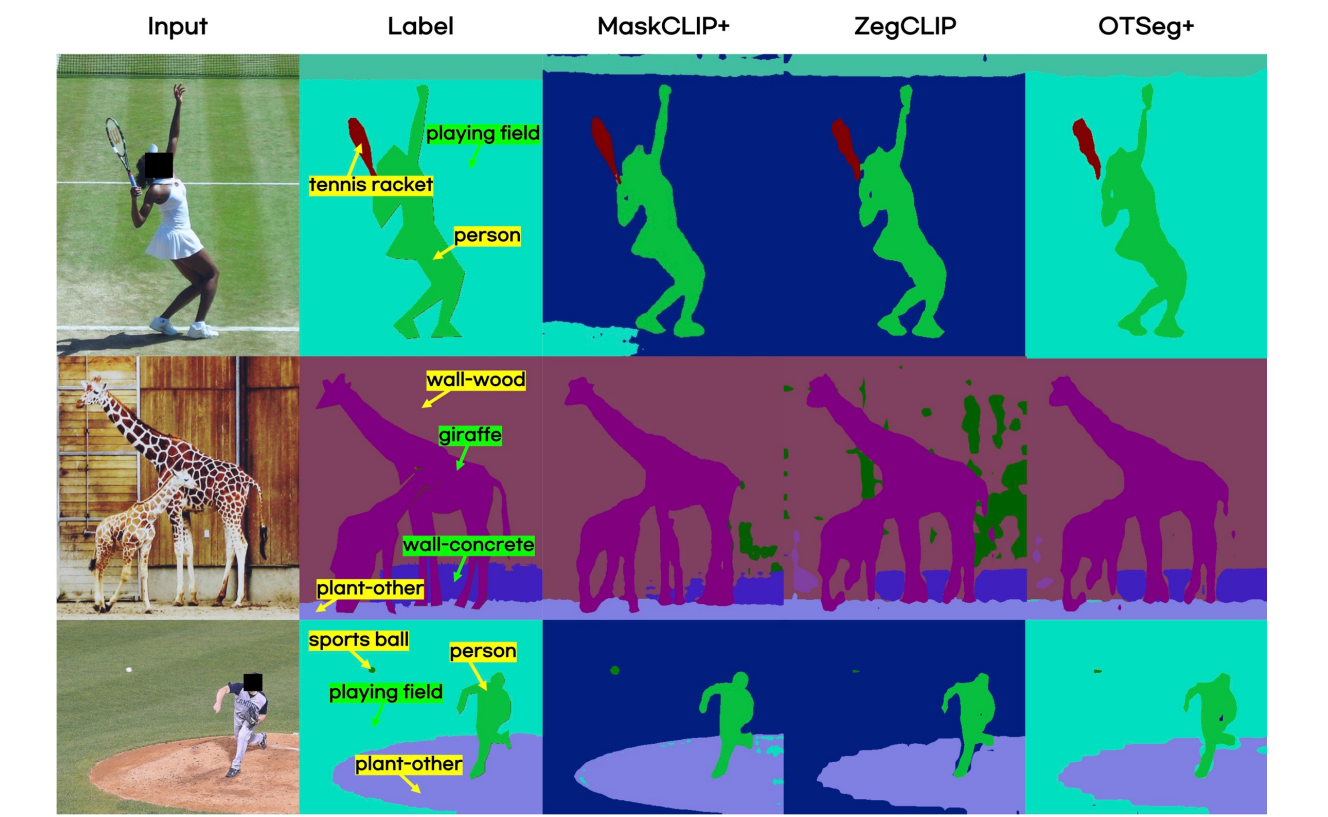 Input Label MaskCLIP+ ZegCLIP OTSeg+
playing field
tennis racket
person
wall-wood
giraffe
wall-concrete
plant-other
sports ball
person
playing field
plant-other